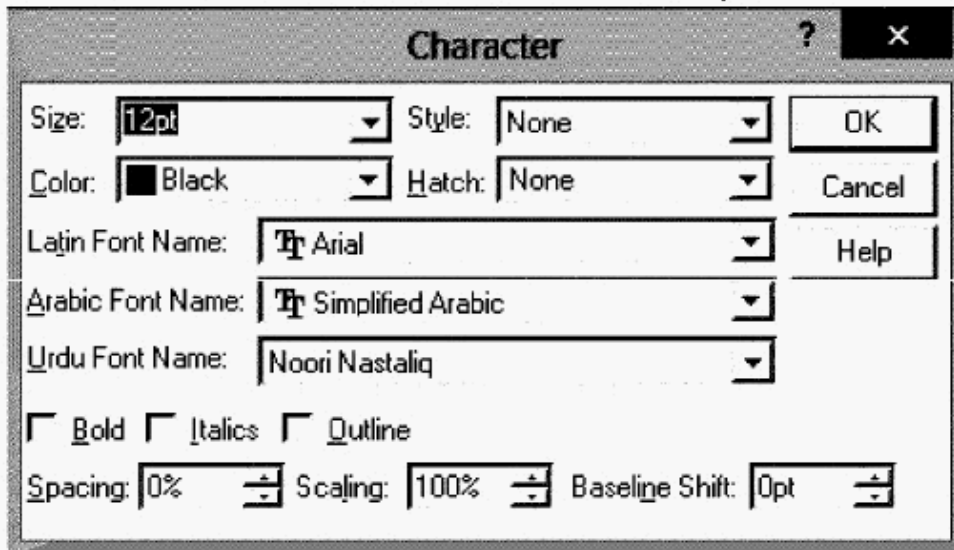 Character ? ×
Size: 12pt Style: None OK
Color: Black Hatch: None Cancel
Latin Font Name: Arial Help
Arabic Font Name: Simplified Arabic
Urdu Font Name: Noori Nastaliq
Bold Italics Outline
Spacing: 0% Scaling: 100% Baseline Shift: 0pt